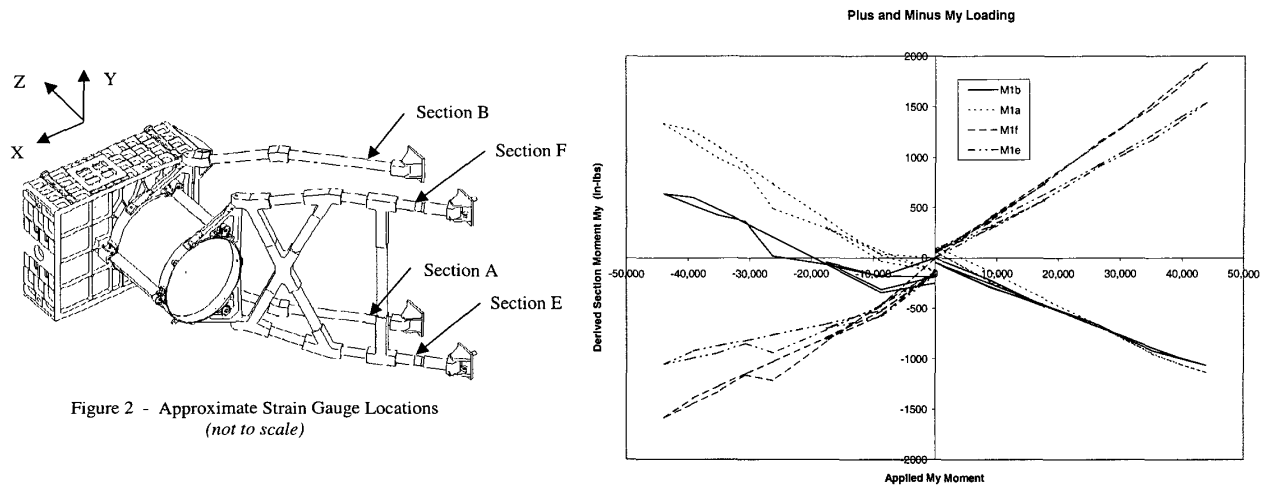 Z
Y
X
Section B
Section F
Section A
Section E
Figure 2 - Approximate Strain Gauge Locations
(not to scale)
Plus and Minus My Loading
Derived Section Moment My (in-lbs)
2000
1500
1000
500
0
-500
-1000
-1500
-2000
-50,000 -40,000 -30,000 -20,000 -10,000 0 10,000 20,000 30,000 40,000 50,000
M1b
M1a
M1f
M1e
Applied My Moment